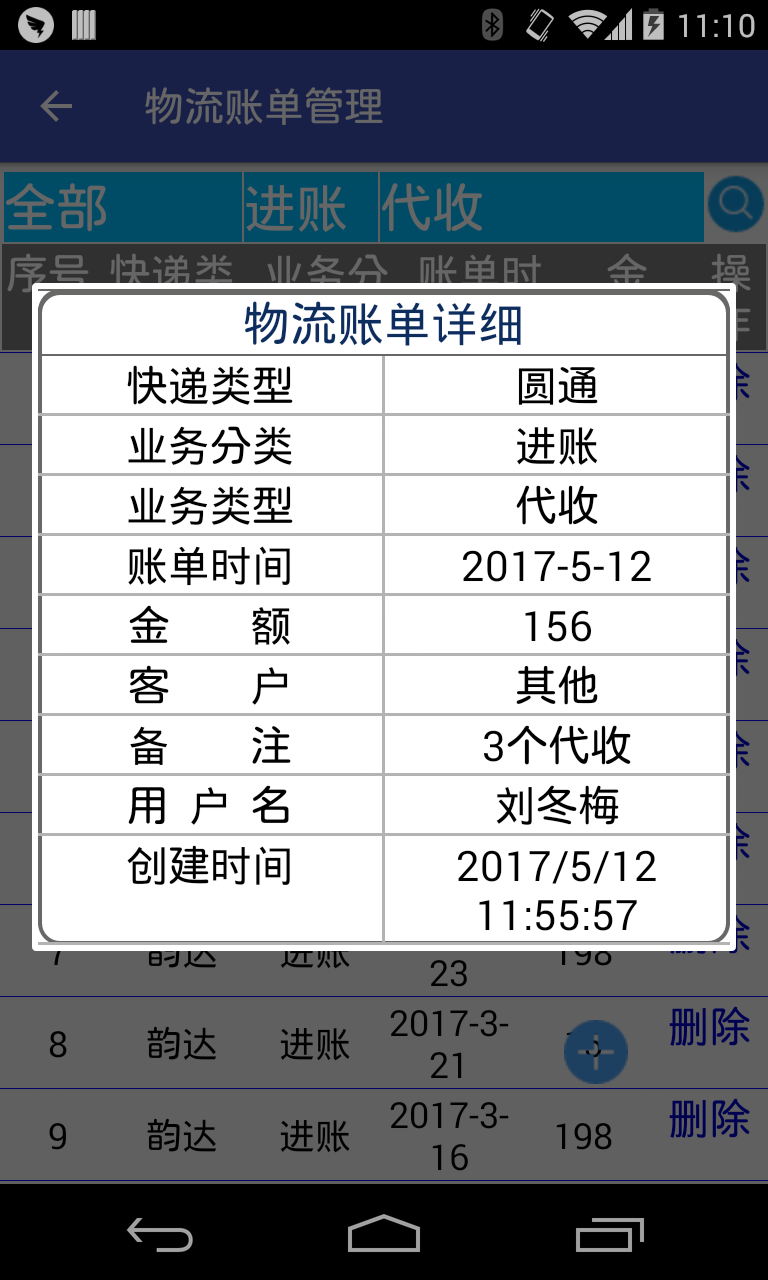 11:10
物流账单管理
全部 进账 代收
序号 快递类 业务分 账单时 金 操
物流账单详细
快递类型 圆通
业务分类 进账
业务类型 代收
账单时间 2017-5-12
金 额 156
客 户 其他
备 注 3个代收
用 户 名 刘冬梅
创建时间 2017/5/12
11:55:57
7 韵达 进账 23 198
8 韵达 进账 2017-3-
21 删除
9 韵达 进账 2017-3-
16 198 删除